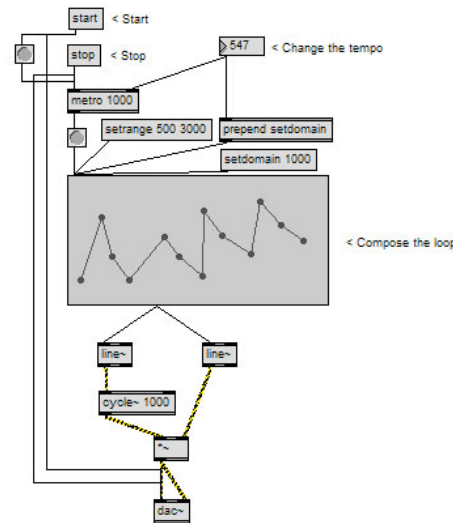 start
< Start
stop
< Stop
547
< Change the tempo
metro 1000
setrange 500 3000
prepend setdomain
setdomain 1000
< Compose the loop
line~
line~
cycle~ 1000
*~
dac~